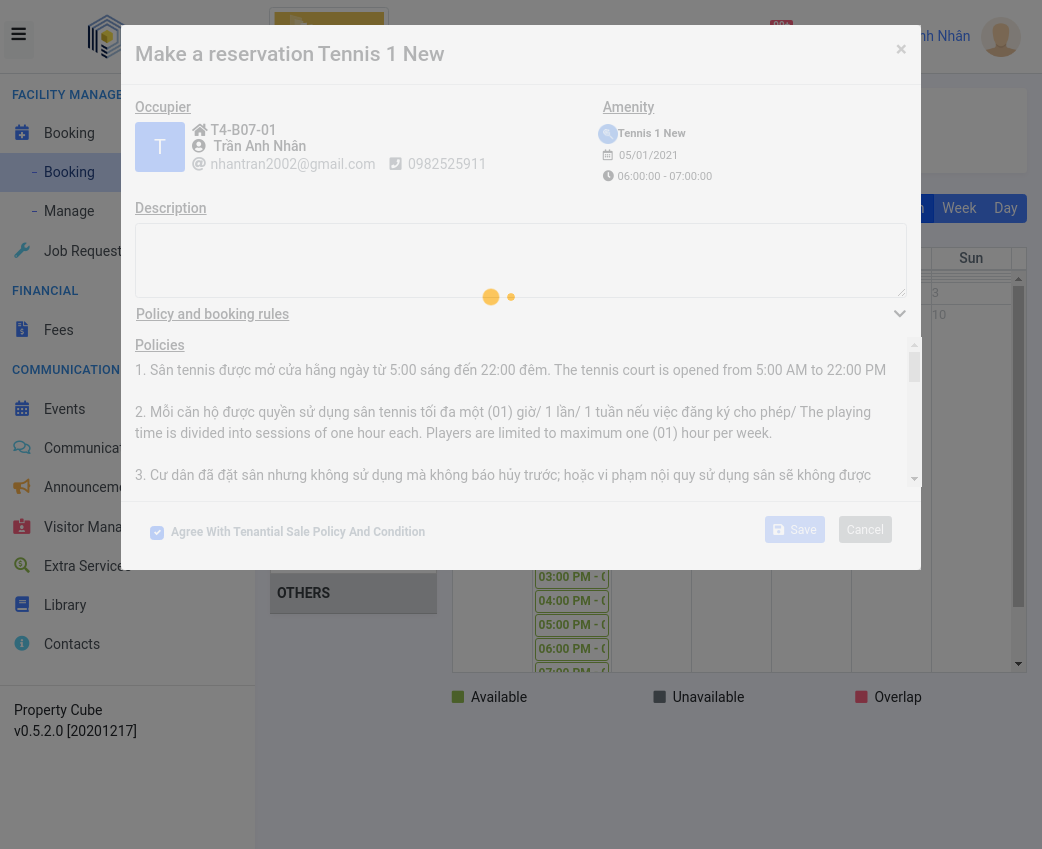 99+
Make a reservation Tennis 1 New
×
nh Nhân
FACILITY MANAGE
Booking
Booking
Manage
Job Request
FINANCIAL
Fees
COMMUNICATION
Events
Communica
Announceme
Visitor Mana
Extra Services
Library
Contacts
Property Cube
v0.5.2.0 [20201217]
Occupier
T
T4-B07-01
Trần Anh Nhân
nhantran2002@gmail.com 0982525911
Amenity
Tennis 1 New
05/01/2021
06:00:00 - 07:00:00
Description
Policy and booking rules
Policies
1. Sân tennis được mở cửa hằng ngày từ 5:00 sáng đến 22:00 đêm. The tennis court is opened from 5:00 AM to 22:00 PM
2. Mỗi căn hộ được quyền sử dụng sân tennis tối đa một (01) giờ/ 1 lần/ 1 tuần nếu việc đăng ký cho phép/ The playing
time is divided into sessions of one hour each. Players are limited to maximum one (01) hour per week.
3. Cư dân đã đặt sân nhưng không sử dụng mà không báo hủy trước; hoặc vi phạm nội quy sử dụng sân sẽ không được
Agree With Tenantial Sale Policy And Condition
Save
Cancel
Week
Day
Sun
3
10
OTHERS
03:00 PM - (
04:00 PM - (
05:00 PM - (
06:00 PM - (
07:00 PM - (
Available
Unavailable
Overlap